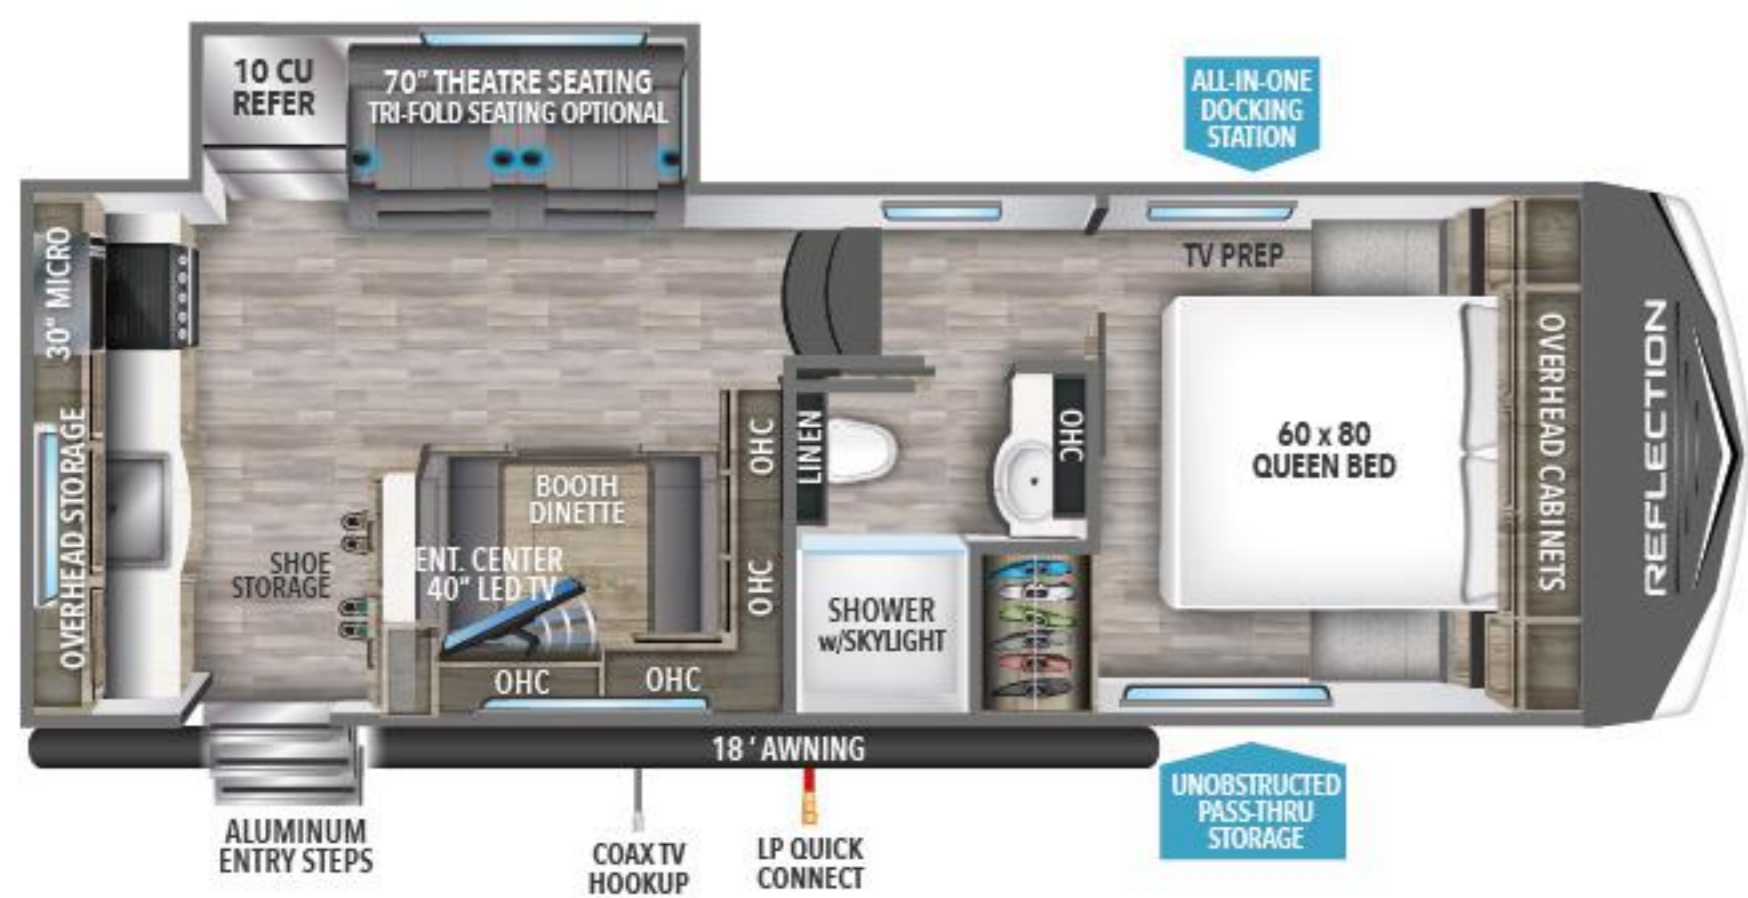 10 CU
REFER
70" THEATRE SEATING
TRI-FOLD SEATING OPTIONAL
ALL-IN-ONE
DOCKING
STATION
30" MICRO
OVERHEAD STORAGE
TV PREP
60 x 80
QUEEN BED
OVERHEAD CABINETS
REFLECTION
LINEN
OHC
OHC
OHC
BOOTH
DINETTE
ENT. CENTER
40" LED TV
SHOE
STORAGE
OHC
OHC
SHOWER
w/SKYLIGHT
18 ' AWNING
ALUMINUM
ENTRY STEPS
COAX TV
HOOKUP
LP QUICK
CONNECT
UNOBSTRUCTED
PASS-THRU
STORAGE